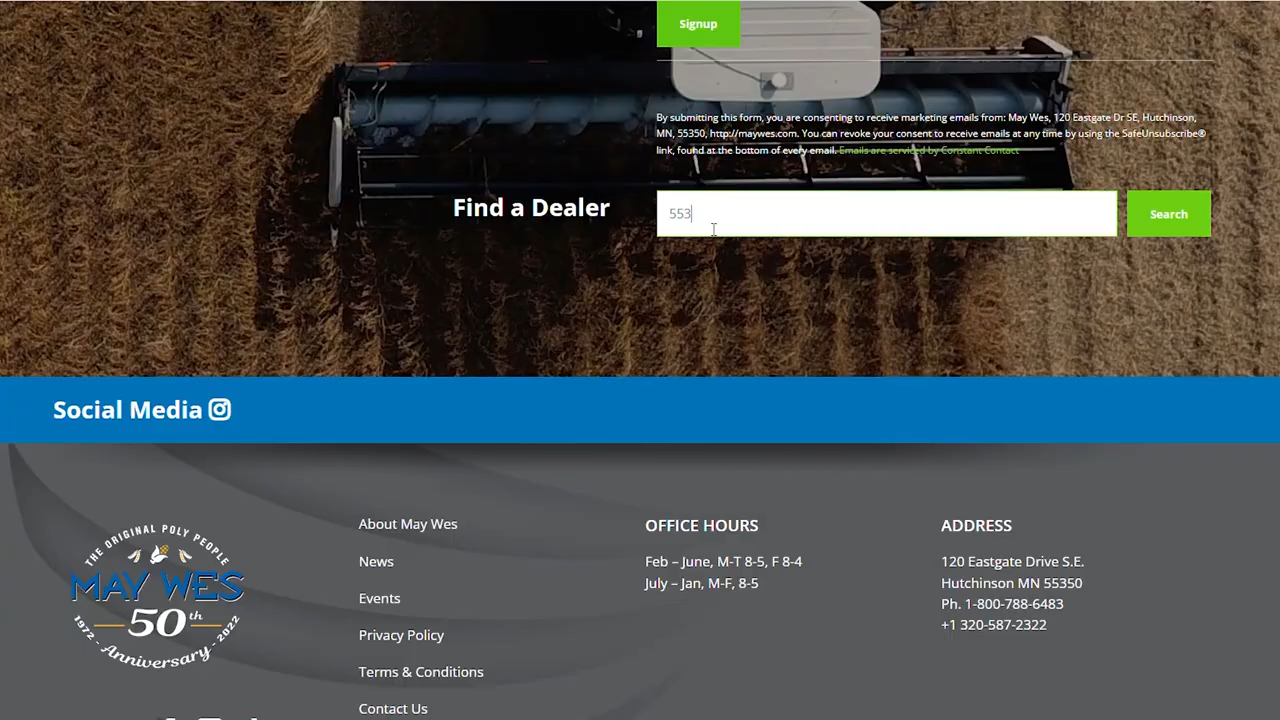 Signup
By submitting this form, you are consenting to receive marketing emails from: May Wes, 120 Eastgate Dr SE, Hutchinson,
MN, 55350, http://maywes.com. You can revoke your consent to receive emails at any time by using the SafeUnsubscribe®
link, found at the bottom of every email. Emails are serviced by Constant Contact
Find a Dealer
553
Search
Social Media
THE ORIGINAL POLY PEOPLE
MAY WES
50th
1972 - Anniversary - 2022
About May Wes
News
Events
Privacy Policy
Terms & Conditions
Contact Us
OFFICE HOURS
Feb – June, M-T 8-5, F 8-4
July – Jan, M-F, 8-5
ADDRESS
120 Eastgate Drive S.E.
Hutchinson MN 55350
Ph. 1-800-788-6483
+1 320-587-2322